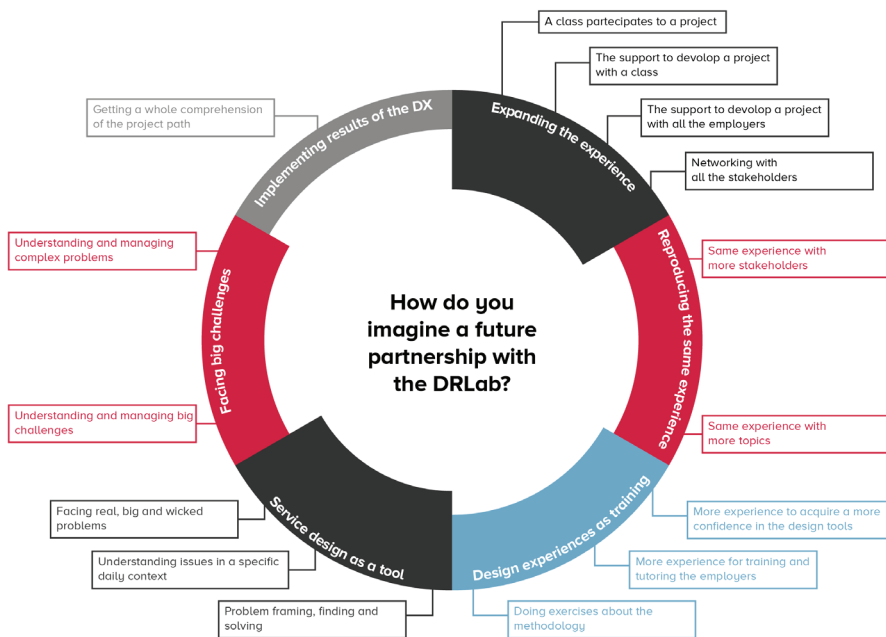 How do you
imagine a future
partnership with
the DRLab?
Expanding the experience
A class partecipates to a project
The support to devolop a project
with a class
The support to devolop a project
with all the employers
Networking with
all the stakeholders
Reproducing the same experience
Same experience with
more stakeholders
Same experience with
more topics
Design experiences as training
More experience to acquire a more
confidence in the design tools
More experience for training and
tutoring the employers
Doing exercises about the
methodology
Service design as a tool
Problem framing, finding and
solving
Understanding issues in a specific
daily context
Facing real, big and wicked
problems
Facing big challenges
Understanding and managing big
challenges
Understanding and managing
complex problems
Implementing results of the DX
Getting a whole comprehension
of the project path